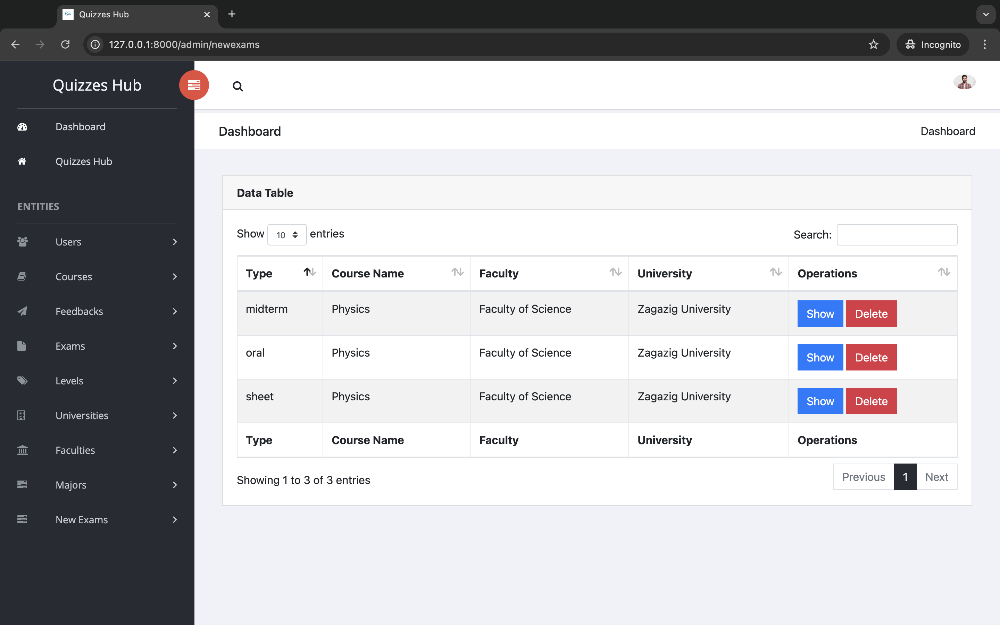 Quizzes Hub
127.0.0.1:8000/admin/newexams
Incognito
Quizzes Hub
Dashboard
Quizzes Hub
ENTITIES
Users
Courses
Feedbacks
Exams
Levels
Universities
Faculties
Majors
New Exams
Dashboard
Dashboard
Data Table
Show 10 entries
Search:
Type Course Name Faculty University Operations
midterm Physics Faculty of Science Zagazig University Show Delete
oral Physics Faculty of Science Zagazig University Show Delete
sheet Physics Faculty of Science Zagazig University Show Delete
Type Course Name Faculty University Operations
Showing 1 to 3 of 3 entries
Previous 1 Next